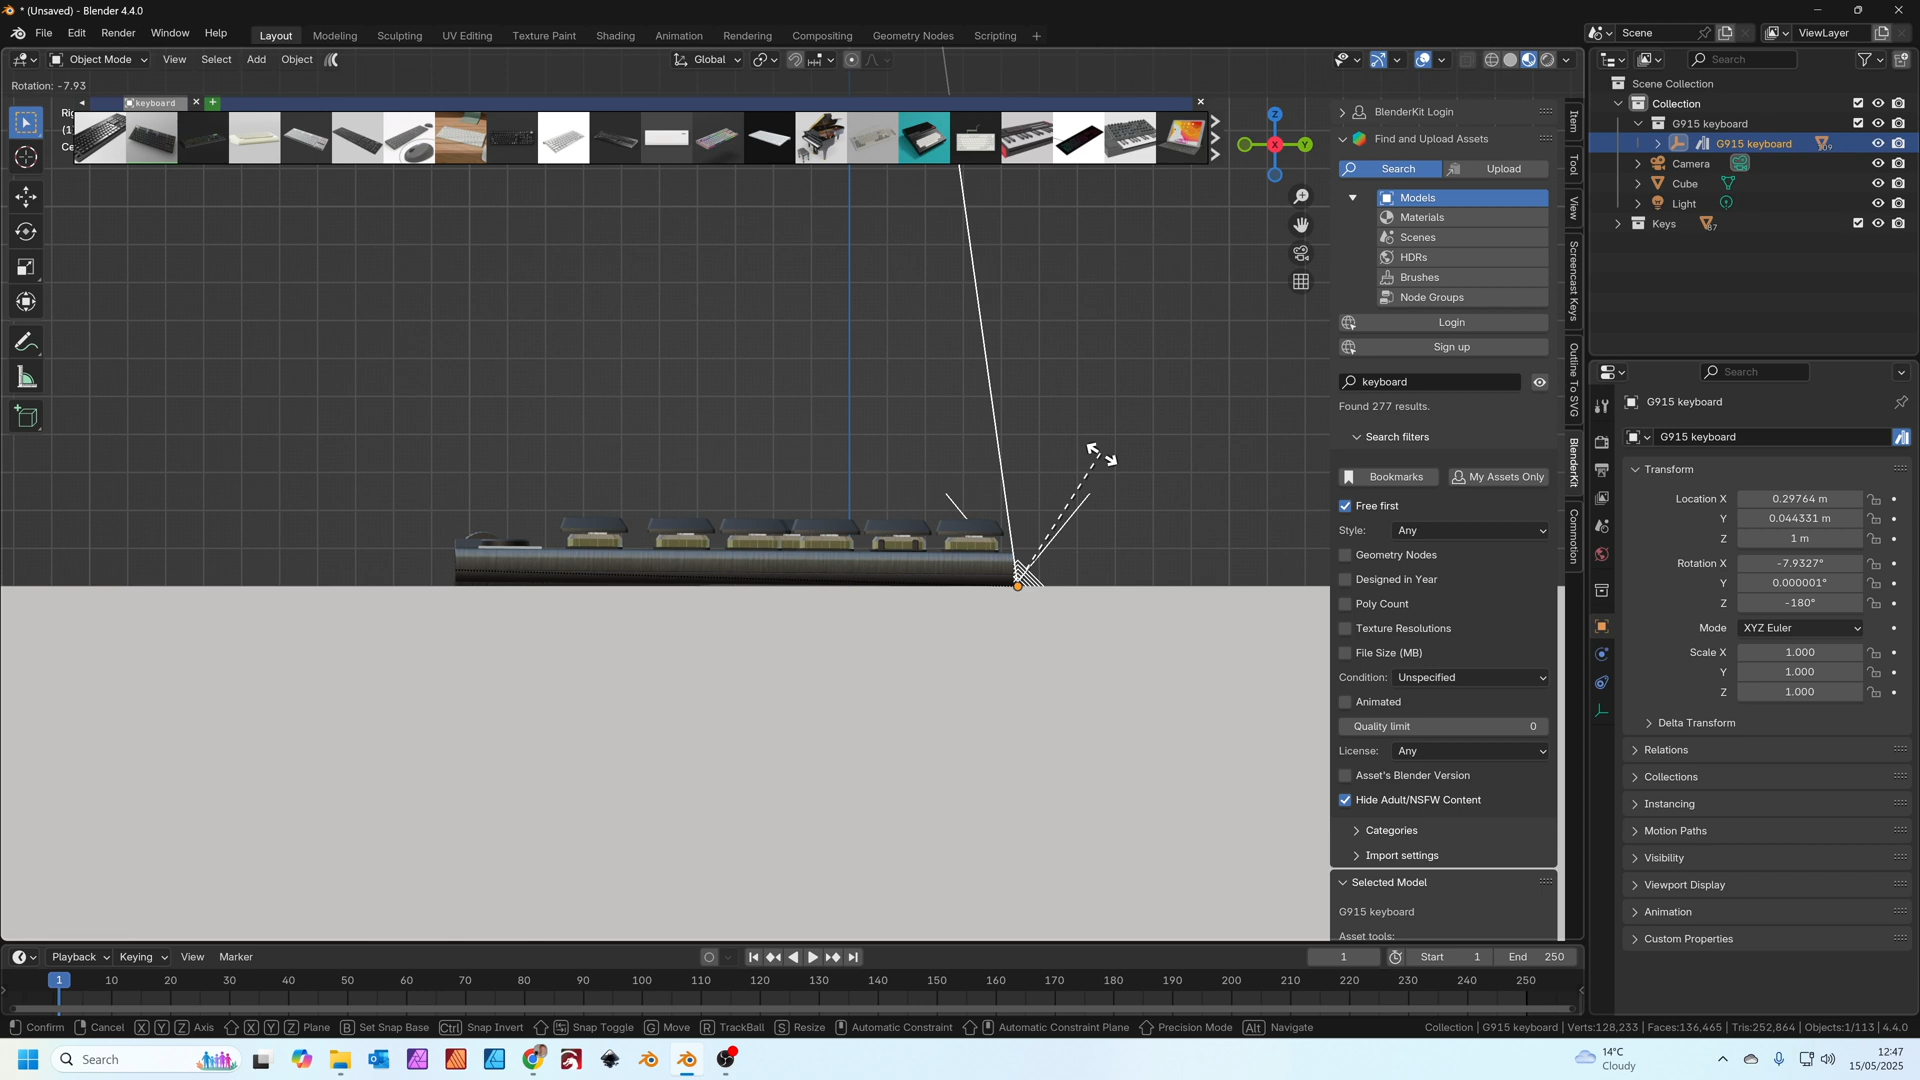 * (Unsaved) - Blender 4.4.0
File Edit Render Window Help Layout Modeling Sculpting UV Editing Texture Paint Shading Animation Rendering Compositing Geometry Nodes Scripting + Scene ViewLayer
Object Mode View Select Add Object Global Search
Rotation: -7.93
keyboard
Ri
(1
Ce
Z
Y
X
BlenderKit Login
Find and Upload Assets
Search Upload
Models
Materials
Scenes
HDRs
Brushes
Node Groups
Login
Sign up
keyboard
Found 277 results.
Search filters
Bookmarks My Assets Only
Free first
Style: Any
Geometry Nodes
Designed in Year
Poly Count
Texture Resolutions
File Size (MB)
Condition: Unspecified
Animated
Quality limit 0
License: Any
Asset's Blender Version
Hide Adult/NSFW Content
Categories
Import settings
Selected Model
G915 keyboard
Asset tools:
Item
Tool
View
Screencast Keys
Outline To SVG
BlenderKit
Commotion
Scene Collection
Collection
G915 keyboard
G915 keyboard
Camera
Cube
Light
Keys 87
Search
G915 keyboard
G915 keyboard
Transform
Location X 0.29764 m
Y 0.044331 m
Z 1 m
Rotation X -7.9327°
Y 0.000001°
Z -180°
Mode XYZ Euler
Scale X 1.000
Y 1.000
Z 1.000
Delta Transform
Relations
Collections
Instancing
Motion Paths
Visibility
Viewport Display
Animation
Custom Properties
Playback Keying View Marker 1 Start 1 End 250
1 10 20 30 40 50 60 70 80 90 100 110 120 130 140 150 160 170 180 190 200 210 220 230 240 250
Confirm Cancel X Y Z Axis X Y Z Plane B Set Snap Base Ctrl Snap Invert Snap Toggle G Move R TrackBall S Resize Automatic Constraint Automatic Constraint Plane Precision Mode Alt Navigate Collection | G915 keyboard | Verts:128,233 | Faces:136,465 | Tris:252,864 | Objects:1/113 | 4.4.0
Search
14°C
Cloudy
12:47
15/05/2025